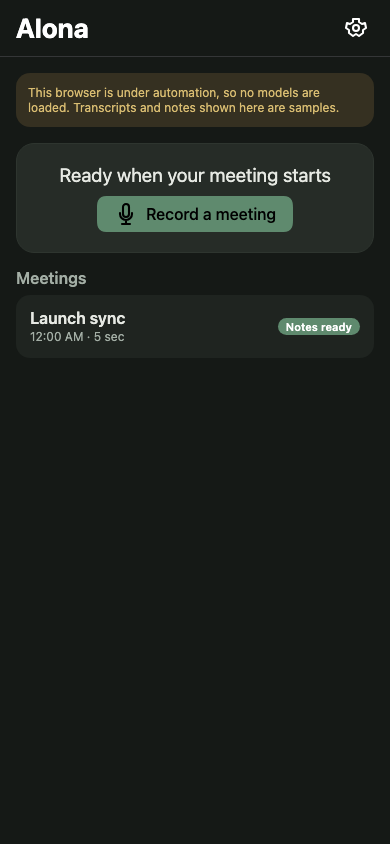 Alona
This browser is under automation, so no models are
loaded. Transcripts and notes shown here are samples.
Ready when your meeting starts
Record a meeting
Meetings
Launch sync
12:00 AM · 5 sec
Notes ready